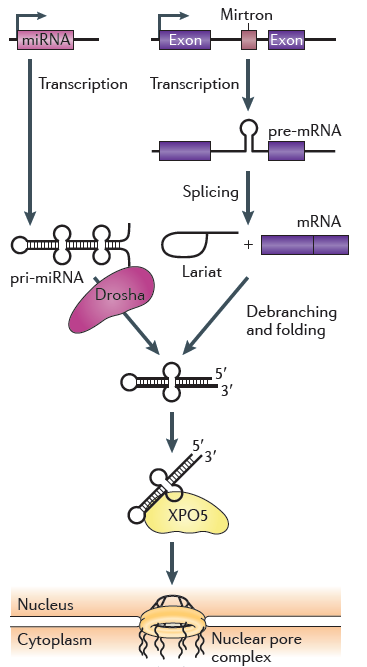 Mirtron
miRNA
Exon
Exon
Transcription
Transcription
pre-mRNA
Splicing
mRNA
+
Lariat
pri-miRNA
Drosha
Debranching
and folding
5′
3′
5′
3′
XPO5
Nucleus
Cytoplasm
Nuclear pore
complex